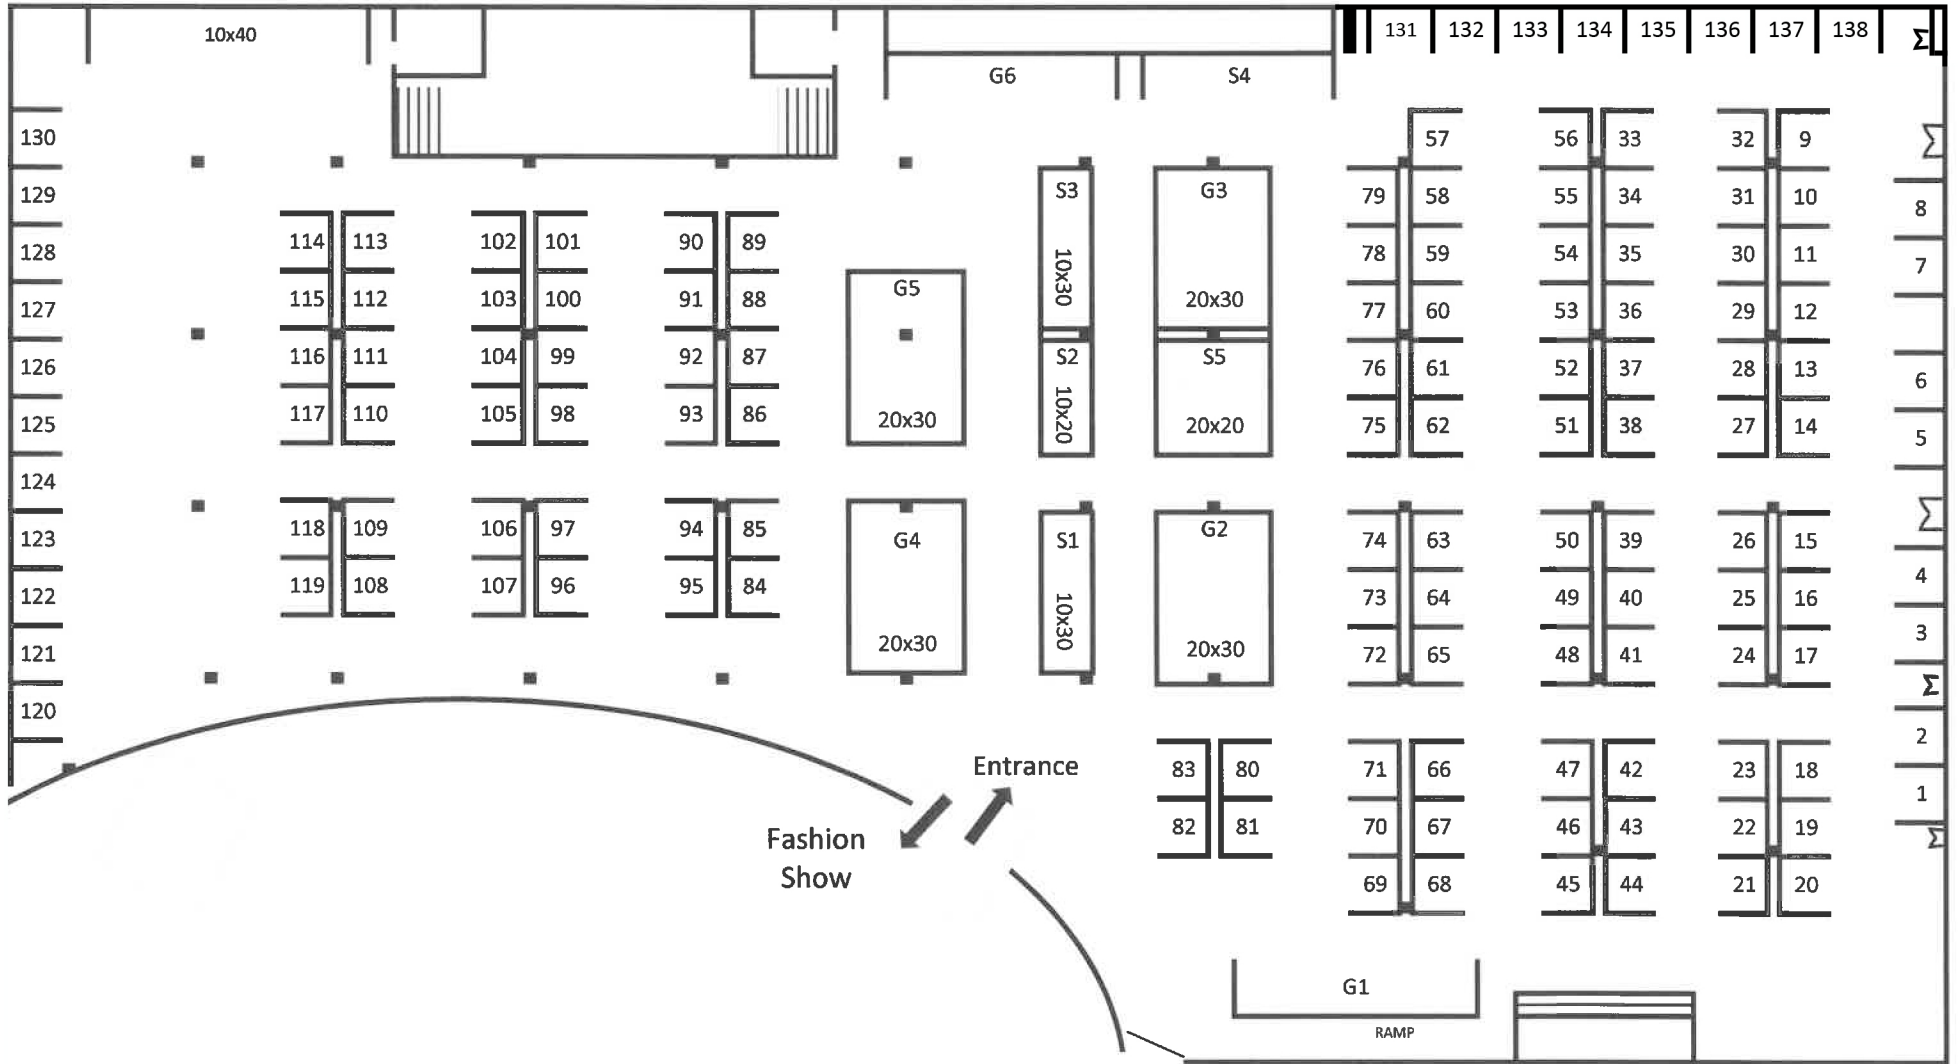 10x40
131 132 133 134 135 136 137 138 Σ
G6 S4
130 57 56 33 32 9 Σ
129 S3 G3 79 58 55 34 31 10 8
114 113 102 101 90 89
128 10x30 78 59 54 35 30 11 7
127 115 112 103 100 91 88 G5 20x30 77 60 53 36 29 12
126 116 111 104 99 92 87 S2 S5 76 61 52 37 28 13 6
125 117 110 105 98 93 86 20x30 10x20 20x20 75 62 51 38 27 14 5
124 Σ
123 118 109 106 97 94 85 G4 S1 G2 74 63 50 39 26 15
122 119 108 107 96 95 84 10x30 73 64 49 40 25 16 4
121 20x30 20x30 72 65 48 41 24 17 3
Σ
120 2
Entrance 83 80 71 66 47 42 23 18 1
Fashion 82 81 70 67 46 43 22 19 Σ
Show 69 68 45 44 21 20
G1
RAMP